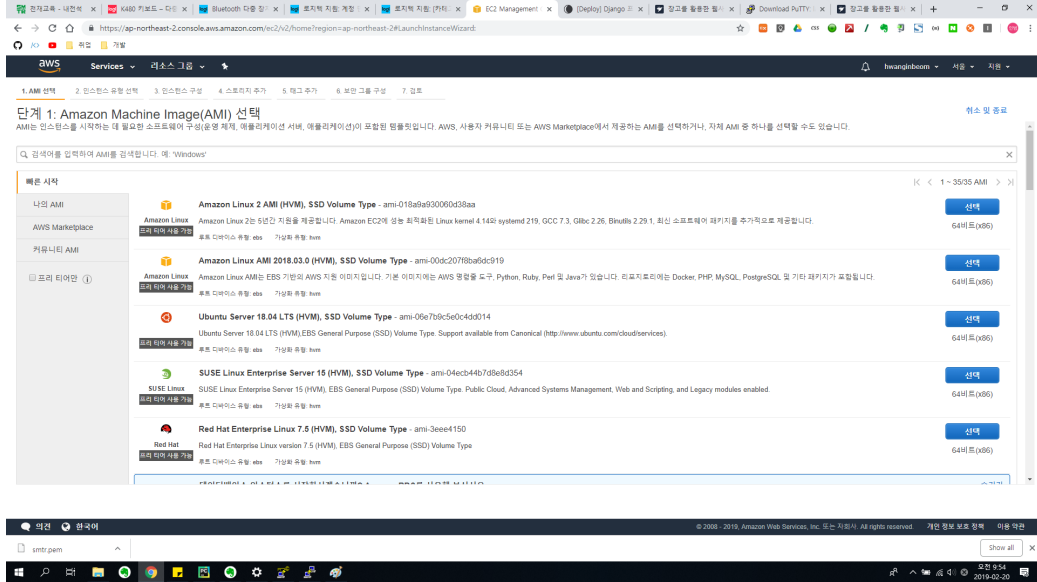 전재교육 - 내전석
K480 키보드 – 다른
Bluetooth 다중 장
로지텍 지원: 계정
로지텍 지원 (카테
EC2 Management
[Deploy] Django
장고를 활용한 웹
Download PuTTY:
장고를 활용한 웹
https://ap-northeast-2.console.aws.amazon.com/ec2/v2/home?region=ap-northeast-2#LaunchInstanceWizard:
취업 개발
aws Services 리소스 그룹 hwanginbeom 서울 지원
1. AMI 선택 2. 인스턴스 유형 선택 3. 인스턴스 구성 4. 스토리지 추가 5. 태그 추가 6. 보안 그룹 구성 7. 검토
단계 1: Amazon Machine Image(AMI) 선택 취소 및 종료
AMI는 인스턴스를 시작하는 데 필요한 소프트웨어 구성(운영 체제, 애플리케이션 서버, 애플리케이션)이 포함된 템플릿입니다. AWS, 사용자 커뮤니티 또는 AWS Marketplace에서 제공하는 AMI를 선택하거나, 자체 AMI 중 하나를 선택할 수도 있습니다.
검색어를 입력하여 AMI를 검색합니다. 예: 'Windows'
빠른 시작 1 ~ 35/35 AMI
나의 AMI
AWS Marketplace
커뮤니티 AMI
프리 티어만
Amazon Linux 2 AMI (HVM), SSD Volume Type - ami-018a9a930060d38aa 선택
Amazon Linux Amazon Linux 2는 5년간 지원을 제공합니다. Amazon EC2에 성능 최적화된 Linux kernel 4.14와 systemd 219, GCC 7.3, Glibc 2.26, Binutils 2.29.1, 최신 소프트웨어 패키지를 추가적으로 제공합니다. 64비트(x86)
프리 티어 사용 가능
루트 디바이스 유형: ebs 가상화 유형: hvm
Amazon Linux AMI 2018.03.0 (HVM), SSD Volume Type - ami-00dc207f8ba6dc919 선택
Amazon Linux Amazon Linux AMI는 EBS 기반의 AWS 지원 이미지입니다. 기본 이미지에는 AWS 명령줄 도구, Python, Ruby, Perl 및 Java가 있습니다. 리포지토리에는 Docker, PHP, MySQL, PostgreSQL 및 기타 패키지가 포함됩니다. 64비트(x86)
프리 티어 사용 가능
루트 디바이스 유형: ebs 가상화 유형: hvm
Ubuntu Server 18.04 LTS (HVM), SSD Volume Type - ami-06e7b9c5e0c4dd014 선택
Ubuntu Server 18.04 LTS (HVM),EBS General Purpose (SSD) Volume Type. Support available from Canonical (http://www.ubuntu.com/cloud/services). 64비트(x86)
프리 티어 사용 가능
루트 디바이스 유형: ebs 가상화 유형: hvm
SUSE Linux Enterprise Server 15 (HVM), SSD Volume Type - ami-04ecb44b7d8e8d354 선택
SUSE Linux SUSE Linux Enterprise Server 15 (HVM), EBS General Purpose (SSD) Volume Type. Public Cloud, Advanced Systems Management, Web and Scripting, and Legacy modules enabled. 64비트(x86)
프리 티어 사용 가능
루트 디바이스 유형: ebs 가상화 유형: hvm
Red Hat Enterprise Linux 7.5 (HVM), SSD Volume Type - ami-3eee4150 선택
Red Hat Red Hat Enterprise Linux version 7.5 (HVM), EBS General Purpose (SSD) Volume Type 64비트(x86)
프리 티어 사용 가능
루트 디바이스 유형: ebs 가상화 유형: hvm
의견 한국어 © 2008 - 2019, Amazon Web Services, Inc. 또는 자회사. All rights reserved. 개인 정보 보호 정책 이용 약관
smtr.pem Show all
오전 9:54
2019-02-20